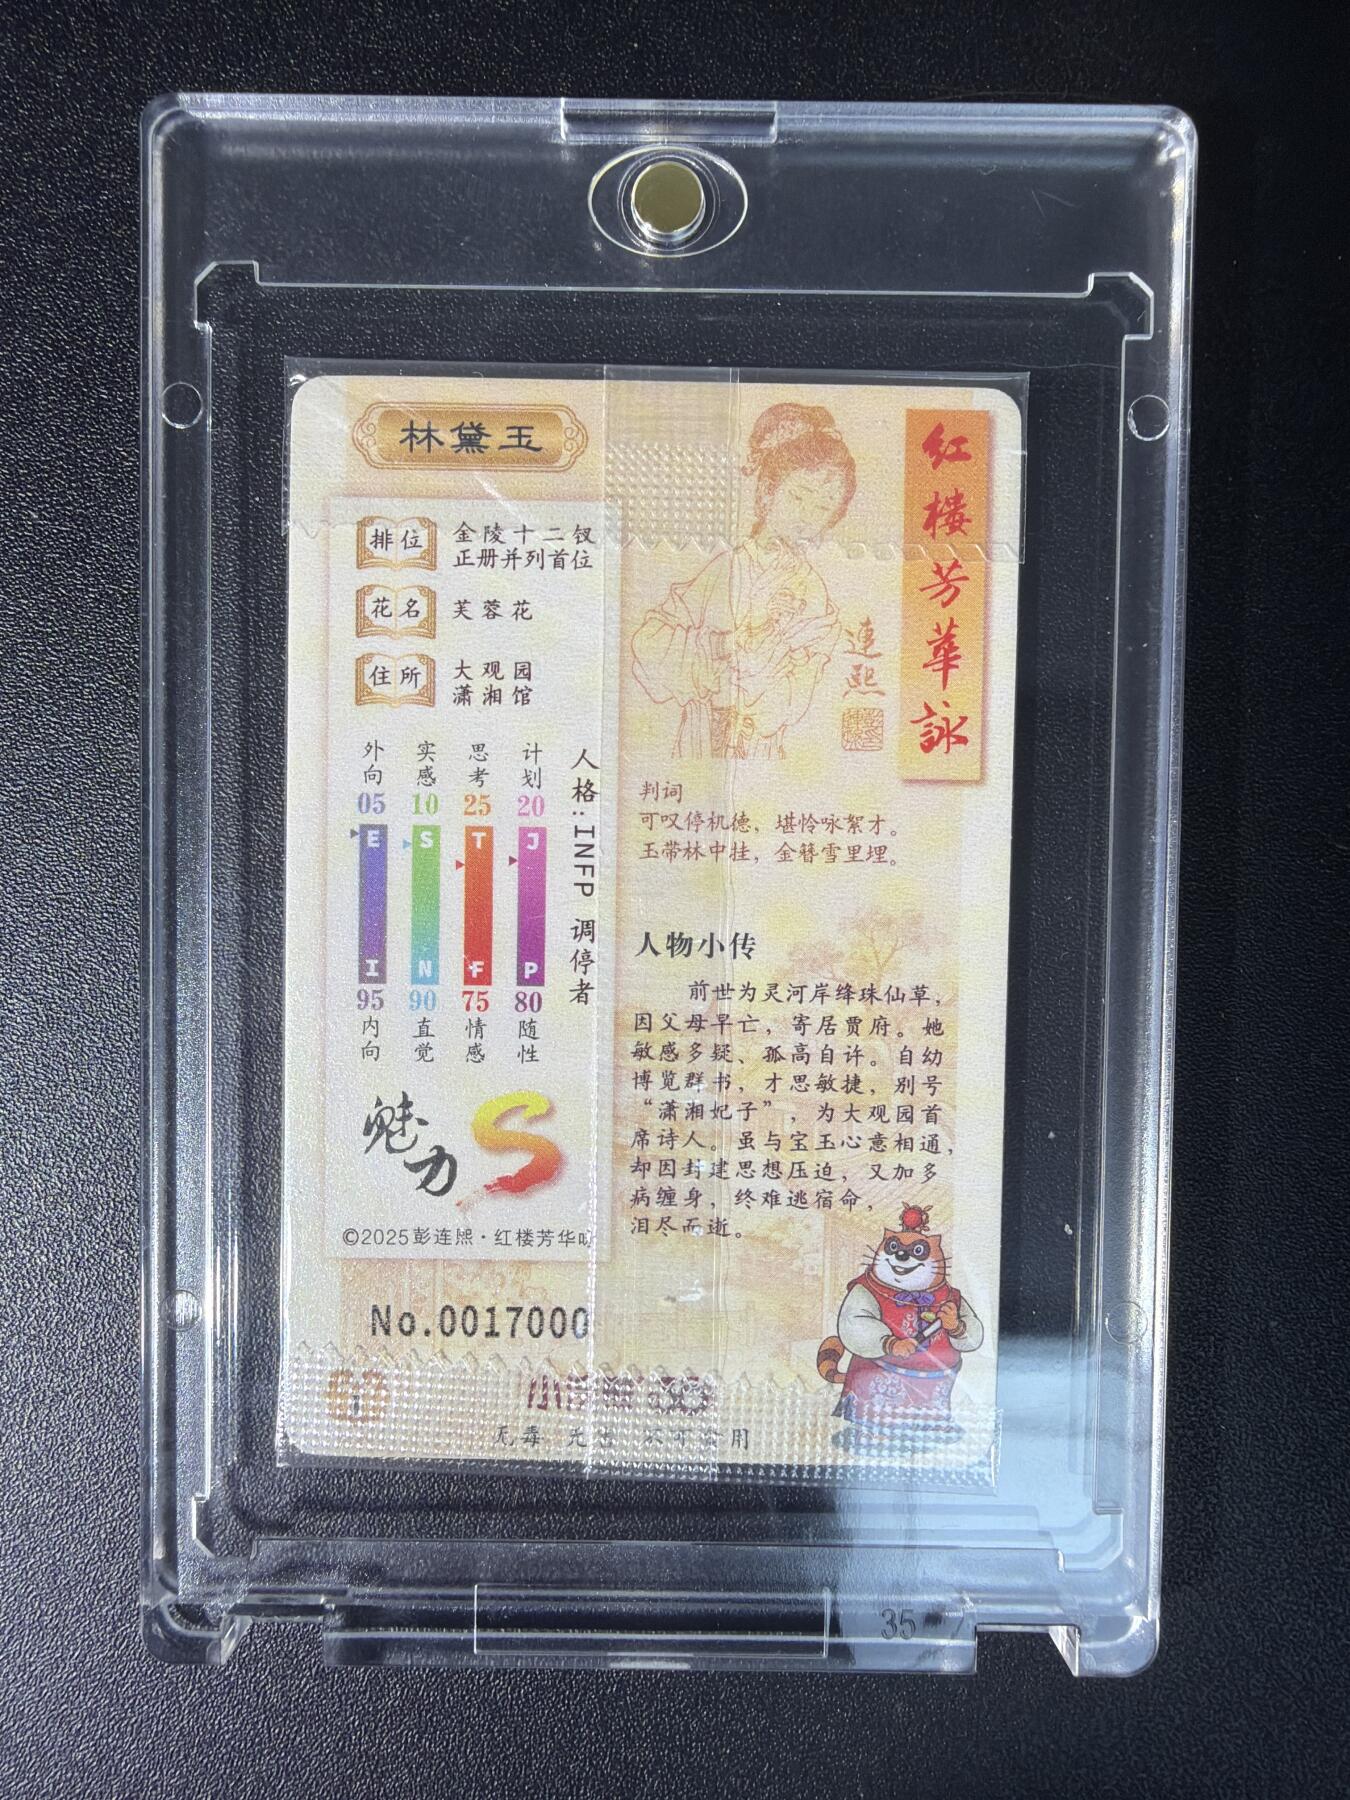 林黛玉
排位
金陵十二钗
正册并列首位
花名
芙蓉花
住所
大观园
潇湘馆
外向 实感 思考 计划
05 10 25 20
E S T J
I N F P
95 90 75 80
内向 直觉 情感 随性
人格:INFP 调停者
魅力 S
©2025彭连熙·红楼芳华咏
No.0017000
红楼芳華詠
連熙
判词
可叹停机德，堪怜咏絮才。
玉带林中挂，金簪雪里埋。
人物小传
前世为灵河岸绛珠仙草，
因父母早亡，寄居贾府。她
敏感多疑、孤高自许。自幼
博览群书，才思敏捷，别号
“潇湘妃子”，为大观园首
席诗人。虽与宝玉心意相通，
却因封建思想压迫，又加多
病缠身，终难逃宿命，
泪尽而逝。
无毒 不可食用
35